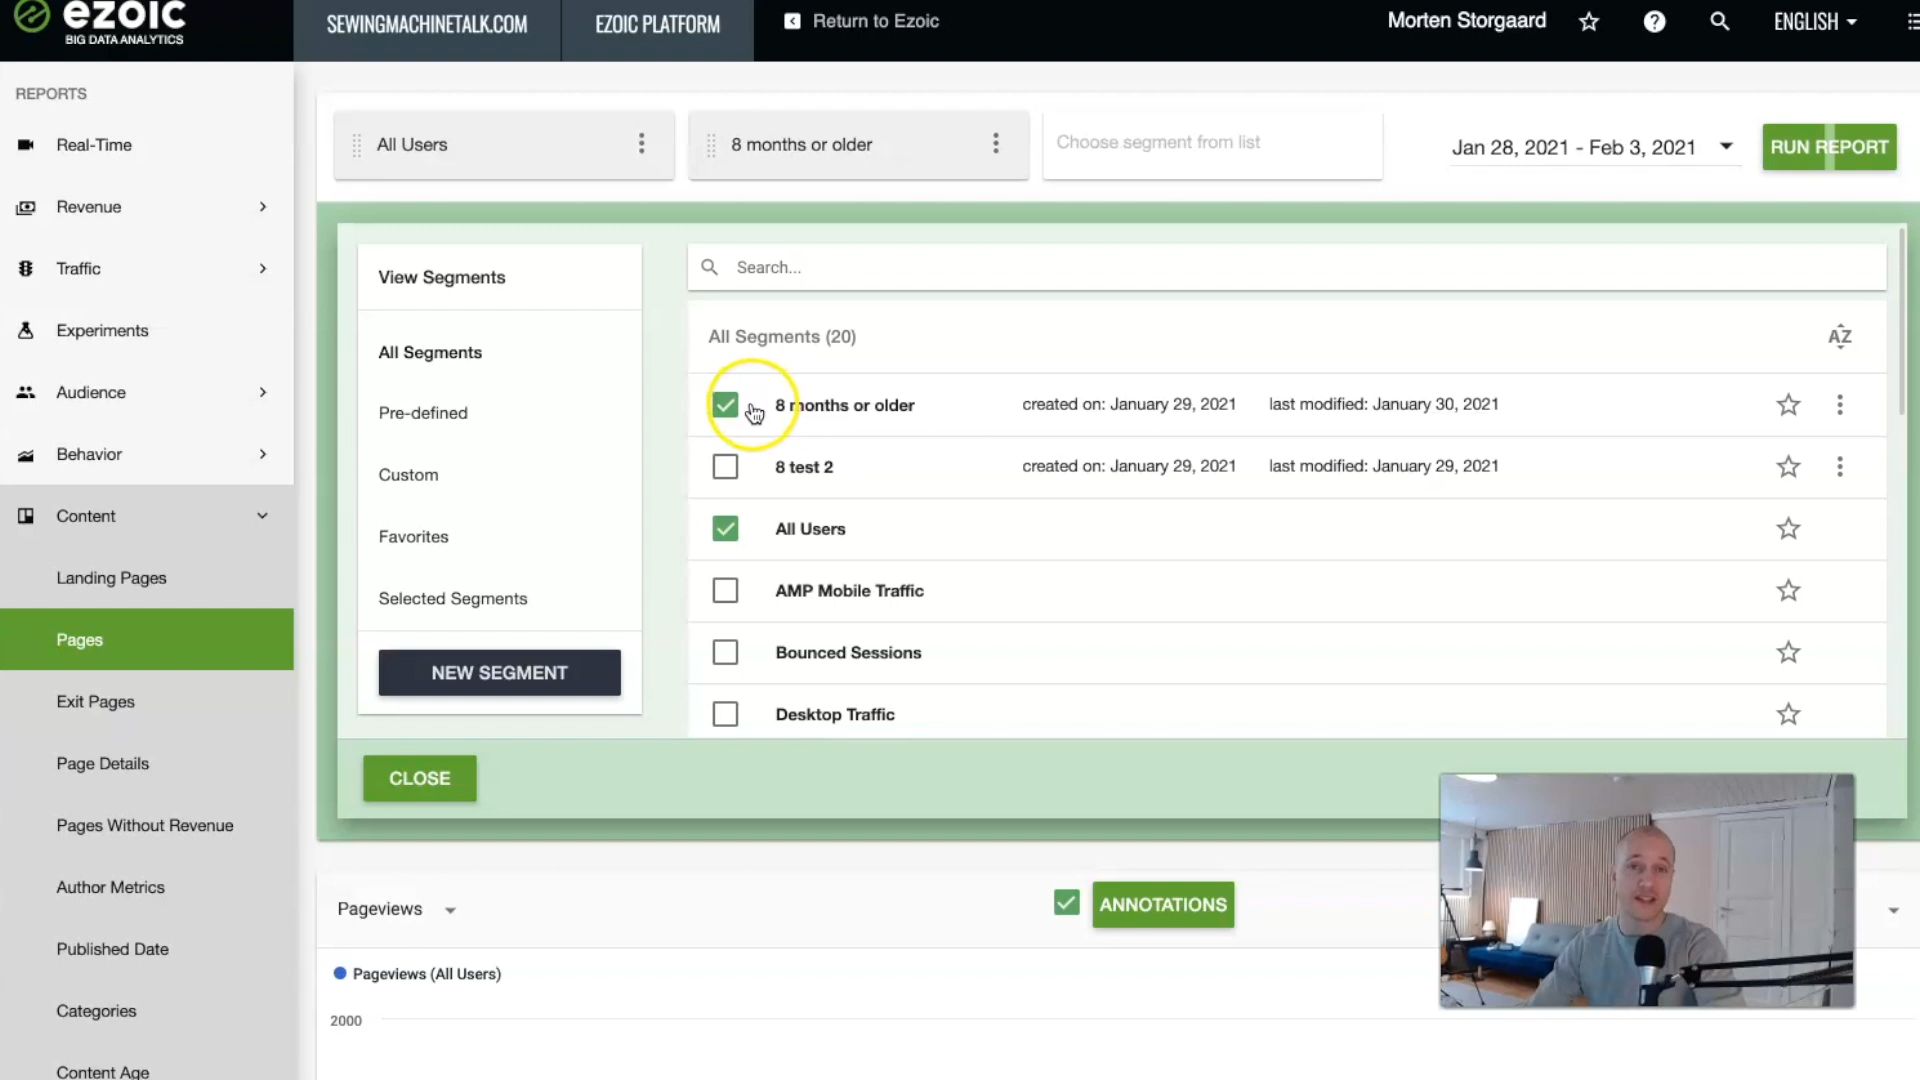 ezoic
BIG DATA ANALYTICS
SEWINGMACHINETALK.COM
EZOIC PLATFORM
Return to Ezoic
Morten Storgaard
ENGLISH
REPORTS
Real-Time
Revenue
Traffic
Experiments
Audience
Behavior
Content
Landing Pages
Pages
Exit Pages
Page Details
Pages Without Revenue
Author Metrics
Published Date
Categories
Content Age
All Users
8 months or older
Choose segment from list
Jan 28, 2021 - Feb 3, 2021
RUN REPORT
View Segments
All Segments
Pre-defined
Custom
Favorites
Selected Segments
NEW SEGMENT
Search...
All Segments (20)
AZ
8 months or older created on: January 29, 2021 last modified: January 30, 2021
8 test 2 created on: January 29, 2021 last modified: January 29, 2021
All Users
AMP Mobile Traffic
Bounced Sessions
Desktop Traffic
CLOSE
Pageviews
ANNOTATIONS
Pageviews (All Users)
2000